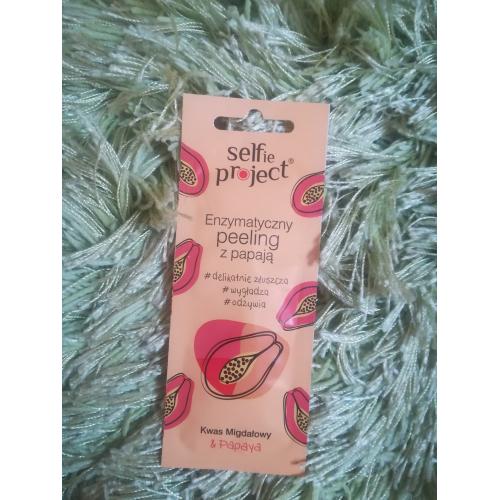 selfie
project®
Enzymatyczny
peeling
z papają
#delikatnie złuszcza
#wygładza
#odżywia
Kwas Migdałowy
& Papaya